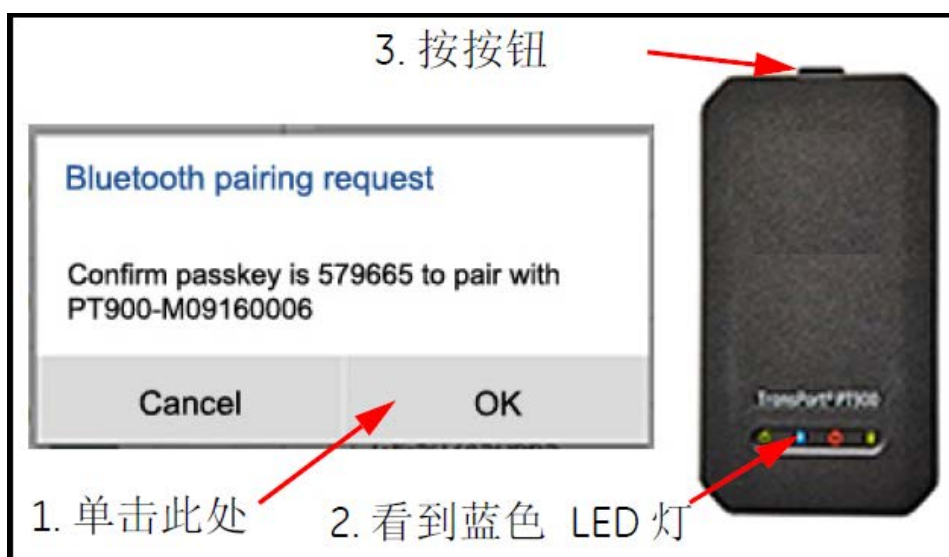 3. 按按钮
Bluetooth pairing request
Confirm passkey is 579665 to pair with
PT900-M09160006
Cancel
OK
TransPort® PT900
1. 单击此处
2. 看到蓝色 LED 灯